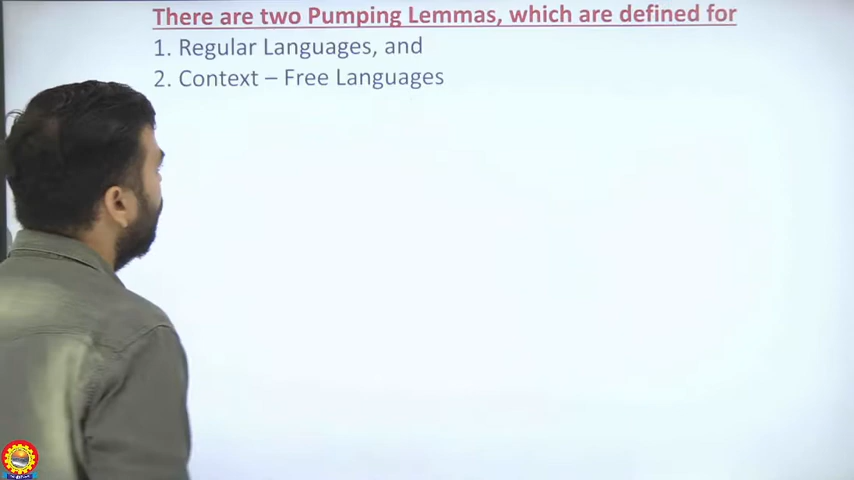 There are two Pumping Lemmas, which are defined for
1. Regular Languages, and
2. Context – Free Languages